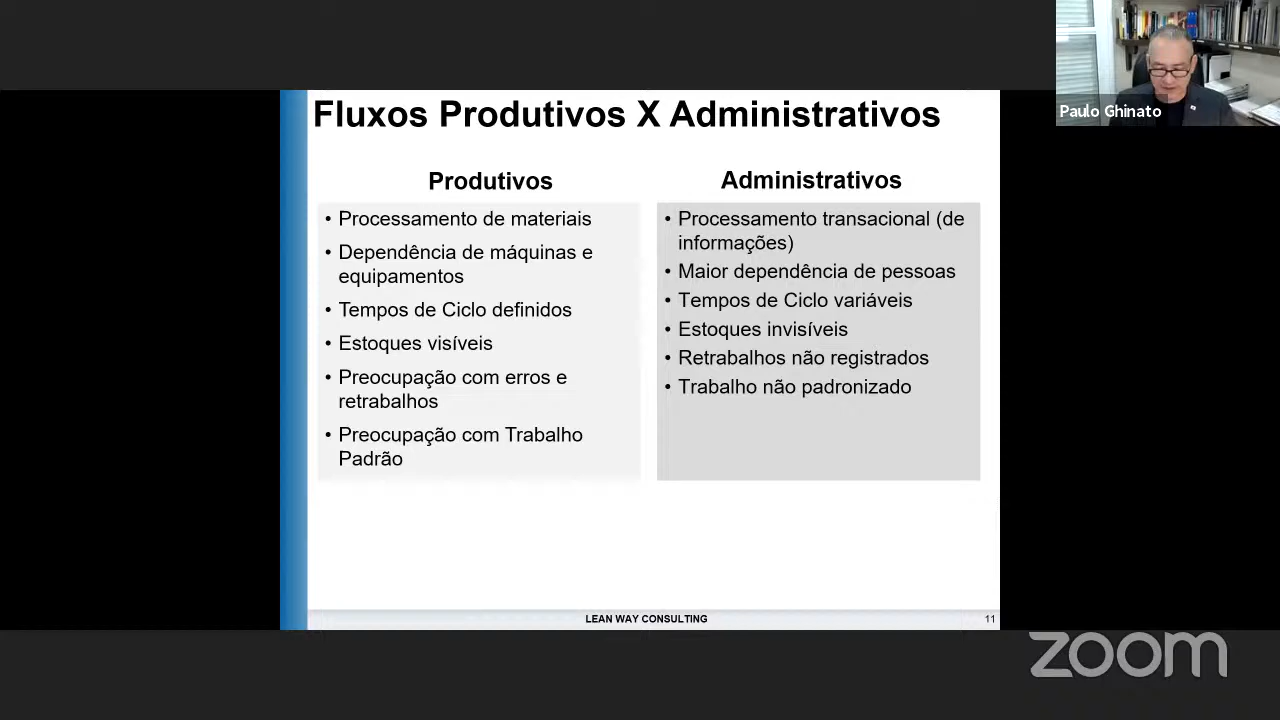 Paulo Ghinato
Fluxos Produtivos X Administrativos
Produtivos
• Processamento de materiais
• Dependência de máquinas e
equipamentos
• Tempos de Ciclo definidos
• Estoques visíveis
• Preocupação com erros e
retrabalhos
• Preocupação com Trabalho
Padrão
Administrativos
• Processamento transacional (de
informações)
• Maior dependência de pessoas
• Tempos de Ciclo variáveis
• Estoques invisíveis
• Retrabalhos não registrados
• Trabalho não padronizado
LEAN WAY CONSULTING
11
zoom